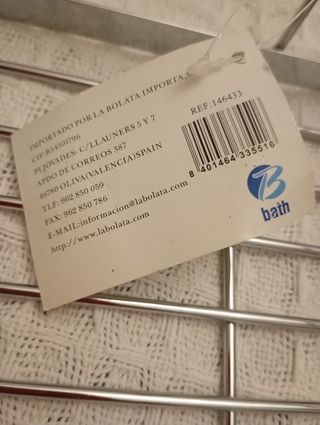 IMPORTADO POR LA BOLATA IMPORTA,S.
CIF:B54501796
P.I.JOVADES: C/LLAUNERS 5 Y 7
APDO DE CORREOS 387
46780 OLIVA(VALENCIA)SPAIN
TLF: 962 850 059
FAX: 962 850 786
E-MAIL:informacion@labolata.com
http://www.labolata.com
REF:146433
8 401464 335516
B
bath